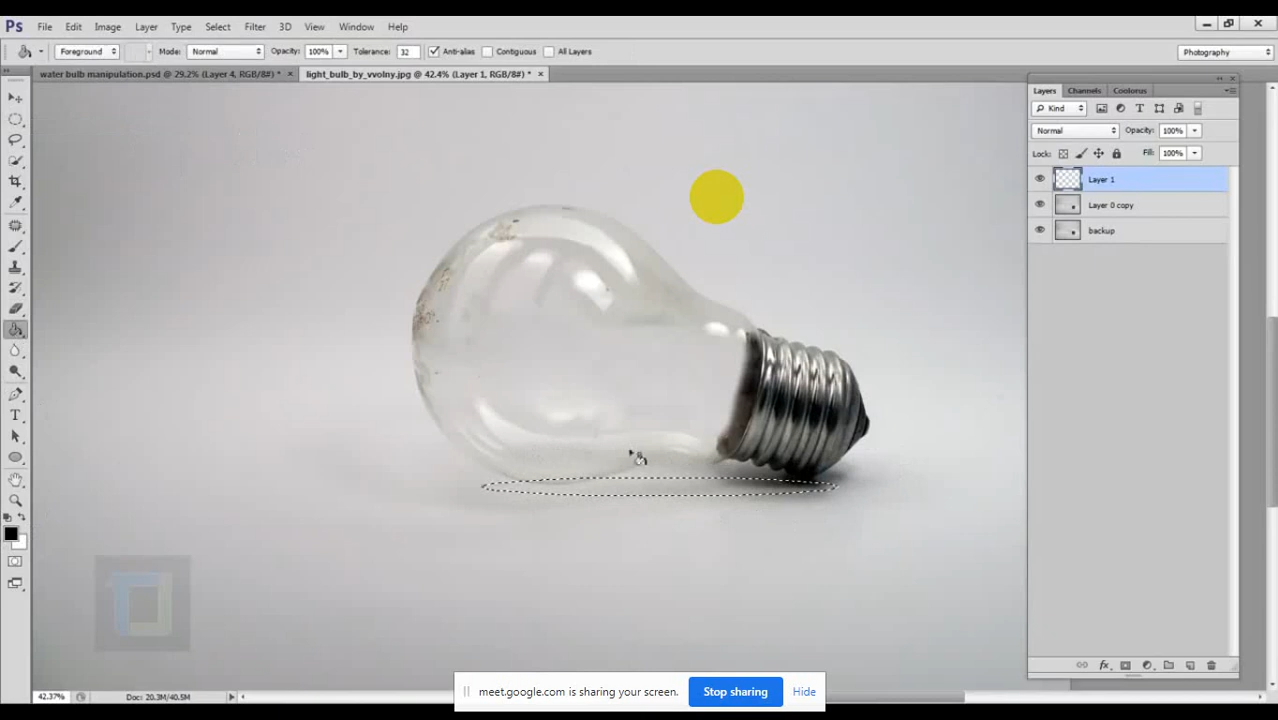 Ps File Edit Image Layer Type Select Filter 3D View Window Help
Foreground Mode: Normal Opacity: 100% Tolerance: 32 Anti-alias Contiguous All Layers Photography
water bulb manipulation.psd @ 29.2% (Layer 4, RGB/8#) * × light_bulb_by_vvolny.jpg @ 42.4% (Layer 1, RGB/8#) * ×
Layers Channels Coolorus
Kind
Normal Opacity: 100%
Lock: Fill: 100%
Layer 1
Layer 0 copy
backup
42.37% Doc: 20.3M/40.5M
meet.google.com is sharing your screen. Stop sharing Hide